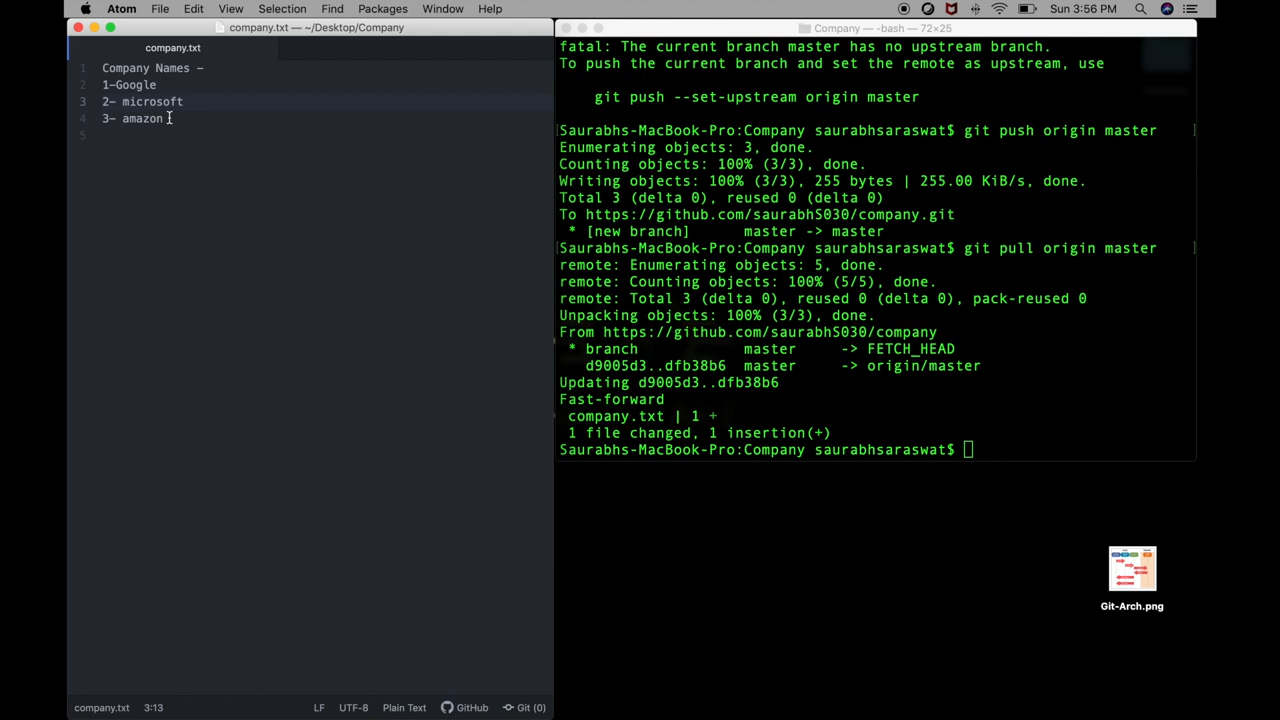 Atom File Edit View Selection Find Packages Window Help Sun 3:56 PM
company.txt — ~/Desktop/Company
company.txt
1 Company Names -
2 1-Google
3 2- microsoft
4 3- amazon
5
company.txt 3:13 LF UTF-8 Plain Text GitHub Git (0)
Company — -bash — 72×25
fatal: The current branch master has no upstream branch.
To push the current branch and set the remote as upstream, use
git push --set-upstream origin master
Saurabhs-MacBook-Pro:Company saurabhsaraswat$ git push origin master
Enumerating objects: 3, done.
Counting objects: 100% (3/3), done.
Writing objects: 100% (3/3), 255 bytes | 255.00 KiB/s, done.
Total 3 (delta 0), reused 0 (delta 0)
To https://github.com/saurabhS030/company.git
* [new branch] master -> master
Saurabhs-MacBook-Pro:Company saurabhsaraswat$ git pull origin master
remote: Enumerating objects: 5, done.
remote: Counting objects: 100% (5/5), done.
remote: Total 3 (delta 0), reused 0 (delta 0), pack-reused 0
Unpacking objects: 100% (3/3), done.
From https://github.com/saurabhS030/company
* branch master -> FETCH_HEAD
d9005d3..dfb38b6 master -> origin/master
Updating d9005d3..dfb38b6
Fast-forward
company.txt | 1 +
1 file changed, 1 insertion(+)
Saurabhs-MacBook-Pro:Company saurabhsaraswat$
Git-Arch.png